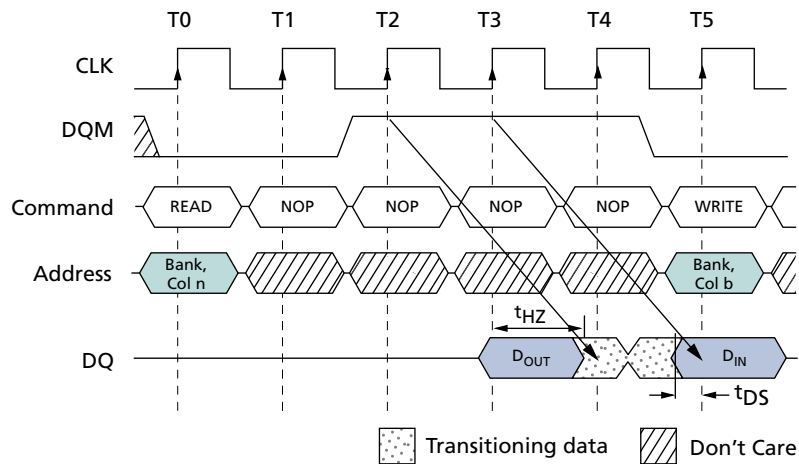 T0 T1 T2 T3 T4 T5
CLK
DQM
Command READ NOP NOP NOP NOP WRITE
Address Bank, Col n Bank, Col b
tHZ
DQ DOUT DIN
tDS
Transitioning data Don't Care